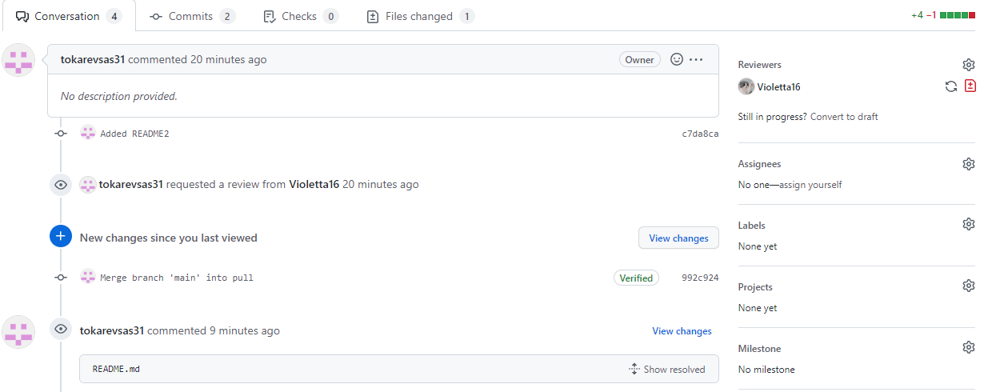 Conversation 4 Commits 2 Checks 0 Files changed 1 +4 −1
tokarevsas31 commented 20 minutes ago Owner
No description provided.
Added README2 c7da8ca
tokarevsas31 requested a review from Violetta16 20 minutes ago
New changes since you last viewed View changes
Merge branch 'main' into pull Verified 992c924
tokarevsas31 commented 9 minutes ago View changes
README.md Show resolved
Reviewers
Violetta16
Still in progress? Convert to draft
Assignees
No one—assign yourself
Labels
None yet
Projects
None yet
Milestone
No milestone